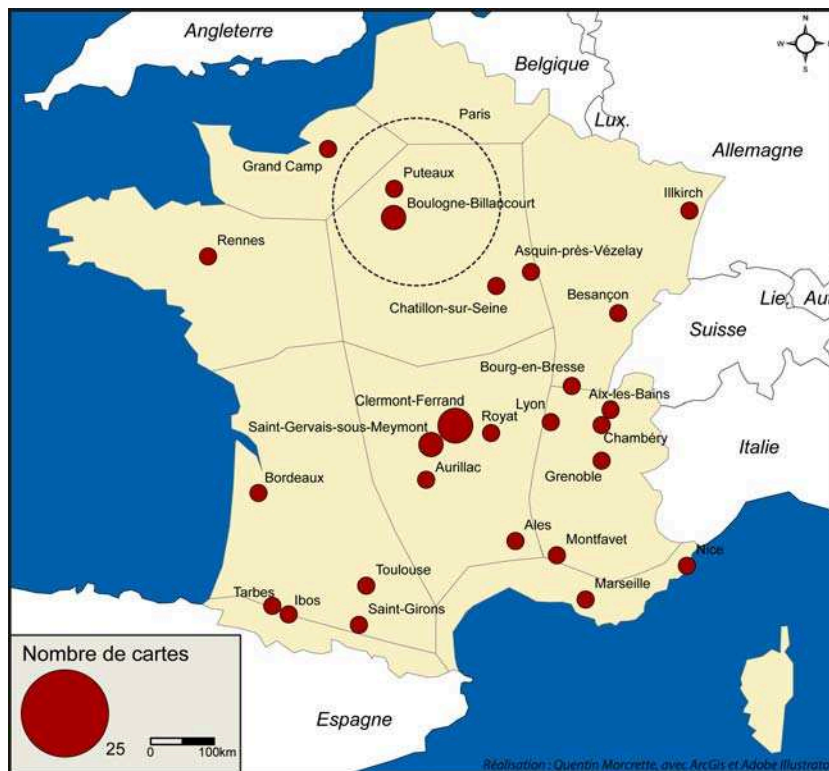 Angleterre
Belgique
N
W
S
Paris
Lux.
Allemagne
Grand Camp
Puteaux
Boulogne-Billancourt
Illkirch
Rennes
Asquin-près-Vézelay
Chatillon-sur-Seine
Besançon
Lie.
Aut
Suisse
Bourg-en-Bresse
Aix-les-Bains
Clermont-Ferrand
Saint-Gervais-sous-Meymont
Royat
Lyon
Chambéry
Italie
Grenoble
Aurillac
Bordeaux
Ales
Montfavet
Nice
Toulouse
Marseille
Tarbes
Ibos
Saint-Girons
Nombre de cartes
25
0
100km
Espagne
Réalisation : Quentin Morcrette, avec ArcGis et Adobe Illustrato